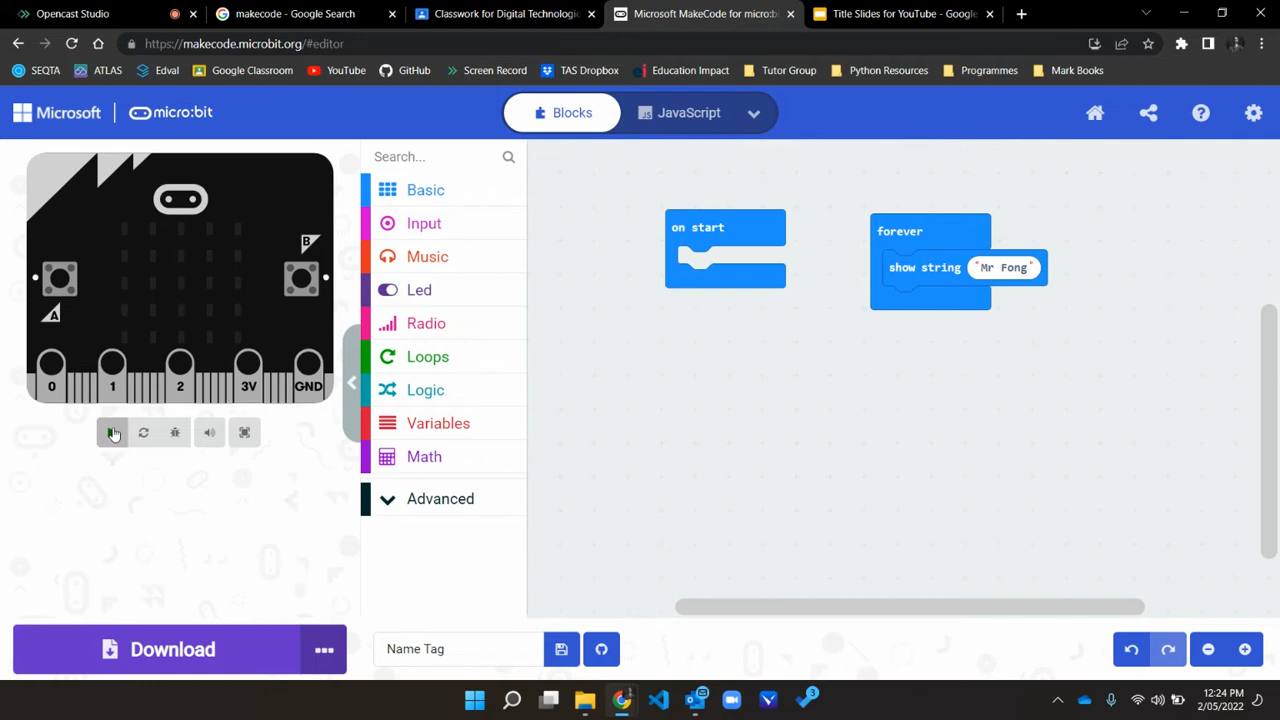 Opencast Studio
makecode - Google Search
Classwork for Digital Technologie
Microsoft MakeCode for micro:bi
Title Slides for YouTube - Google
https://makecode.microbit.org/#editor
SEQTA
ATLAS
Edval
Google Classroom
YouTube
GitHub
Screen Record
TAS Dropbox
Education Impact
Tutor Group
Python Resources
Programmes
Mark Books
Microsoft
micro:bit
Blocks
JS
JavaScript
Search...
Basic
Input
Music
Led
Radio
Loops
Logic
Variables
Math
Advanced
B
A
0
1
2
3V
GND
on start
forever
show string "Mr Fong"
Download
Name Tag
3
12:24 PM
2/05/2022